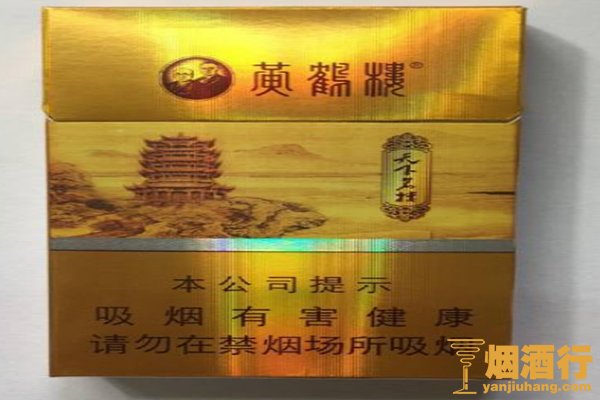 黄鹤楼®
天下名楼
本公司提示
吸烟有害健康
请勿在禁烟场所吸烟
烟酒行
yanjiuhang.com